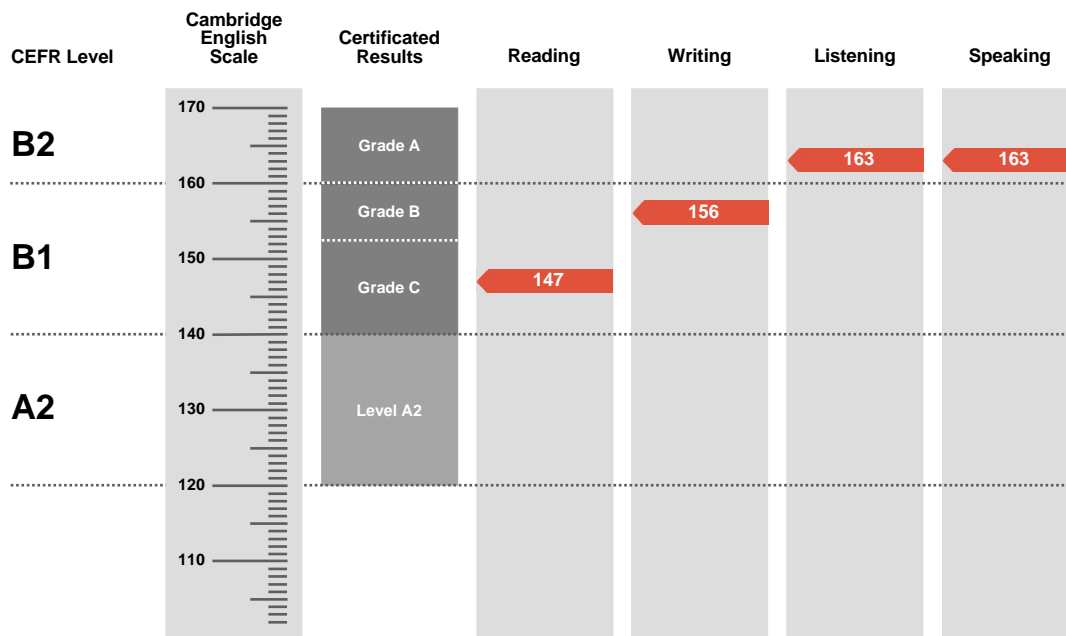 CEFR Level
Cambridge
English
Scale
Certificated
Results
Reading
Writing
Listening
Speaking
170
B2
Grade A
163
163
160
Grade B
156
B1
150
Grade C
147
140
A2
130
Level A2
120
110